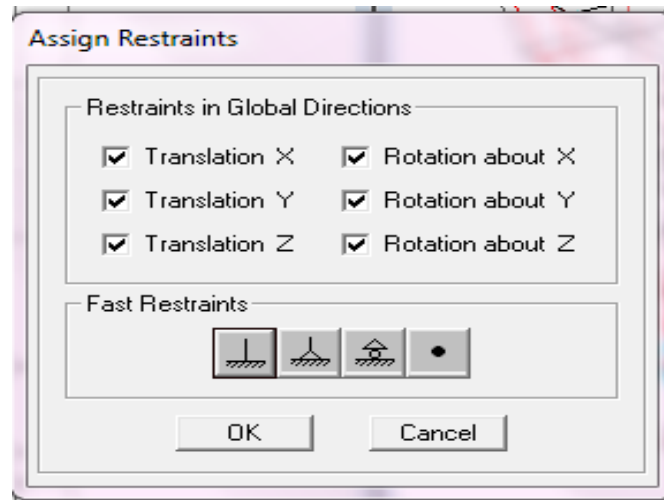 Assign Restraints
Restraints in Global Directions
Translation X
Rotation about X
Translation Y
Rotation about Y
Translation Z
Rotation about Z
Fast Restraints
OK
Cancel